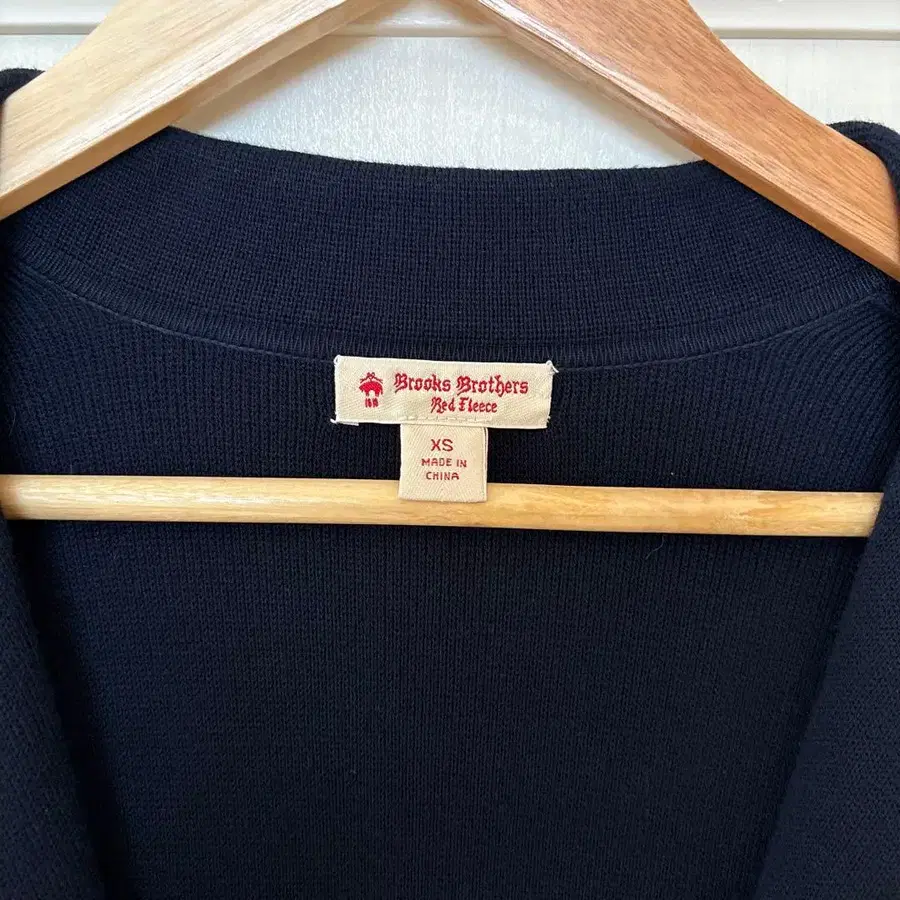 Brooks Brothers
Red Fleece
XS
MADE IN
CHINA